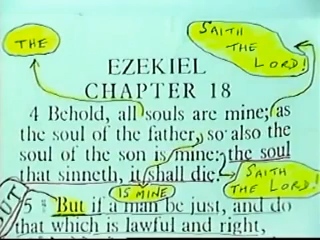 THE
SAITH
THE
LORD!
EZEKIEL
CHAPTER 18
4 Behold, all souls are mine; as
the soul of the father, so also the
soul of the son is mine: the soul
that sinneth, it shall die.
SAITH
THE LORD!
IS MINE
BUT
5 ¶ But if a man be just, and do
that which is lawful and right,